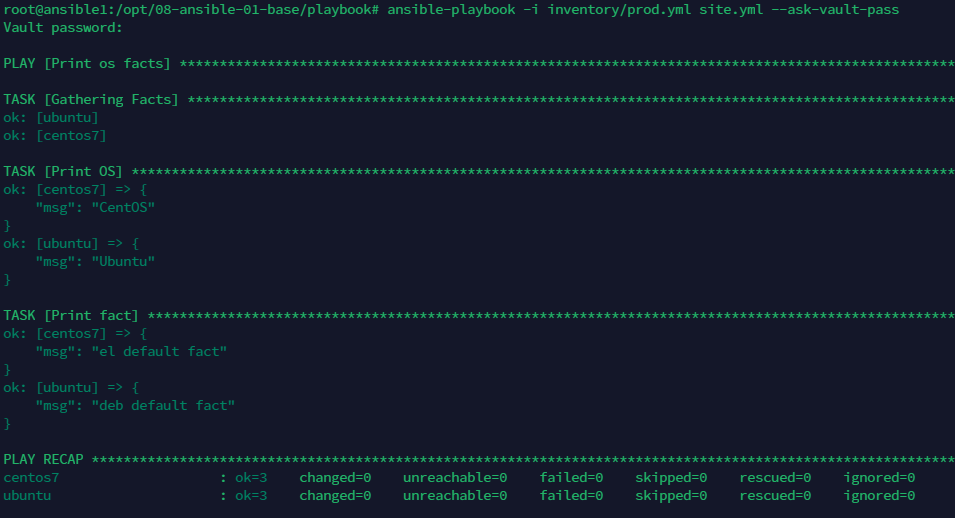 root@ansible1:/opt/08-ansible-01-base/playbook# ansible-playbook -i inventory/prod.yml site.yml --ask-vault-pass
Vault password:
PLAY [Print os facts] *************************************************************************************************
TASK [Gathering Facts] ************************************************************************************************
ok: [ubuntu]
ok: [centos7]
TASK [Print OS] *******************************************************************************************************
ok: [centos7] => {
    "msg": "CentOS"
}
ok: [ubuntu] => {
    "msg": "Ubuntu"
}
TASK [Print fact] *****************************************************************************************************
ok: [centos7] => {
    "msg": "el default fact"
}
ok: [ubuntu] => {
    "msg": "deb default fact"
}
PLAY RECAP ************************************************************************************************************
centos7                    : ok=3    changed=0    unreachable=0    failed=0    skipped=0    rescued=0    ignored=0
ubuntu                     : ok=3    changed=0    unreachable=0    failed=0    skipped=0    rescued=0    ignored=0